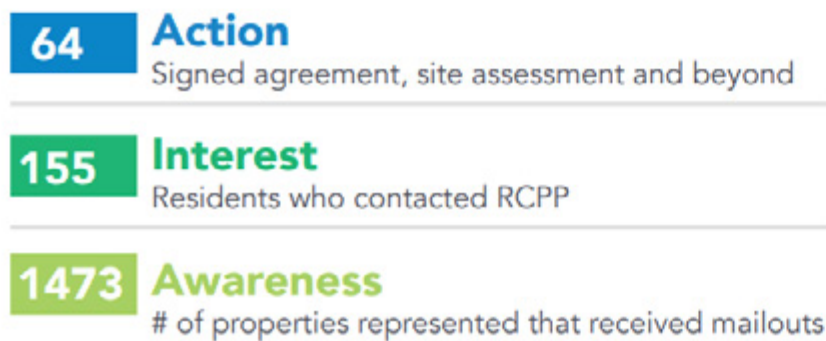 64 Action
Signed agreement, site assessment and beyond
155 Interest
Residents who contacted RCPP
1473 Awareness
# of properties represented that received mailouts